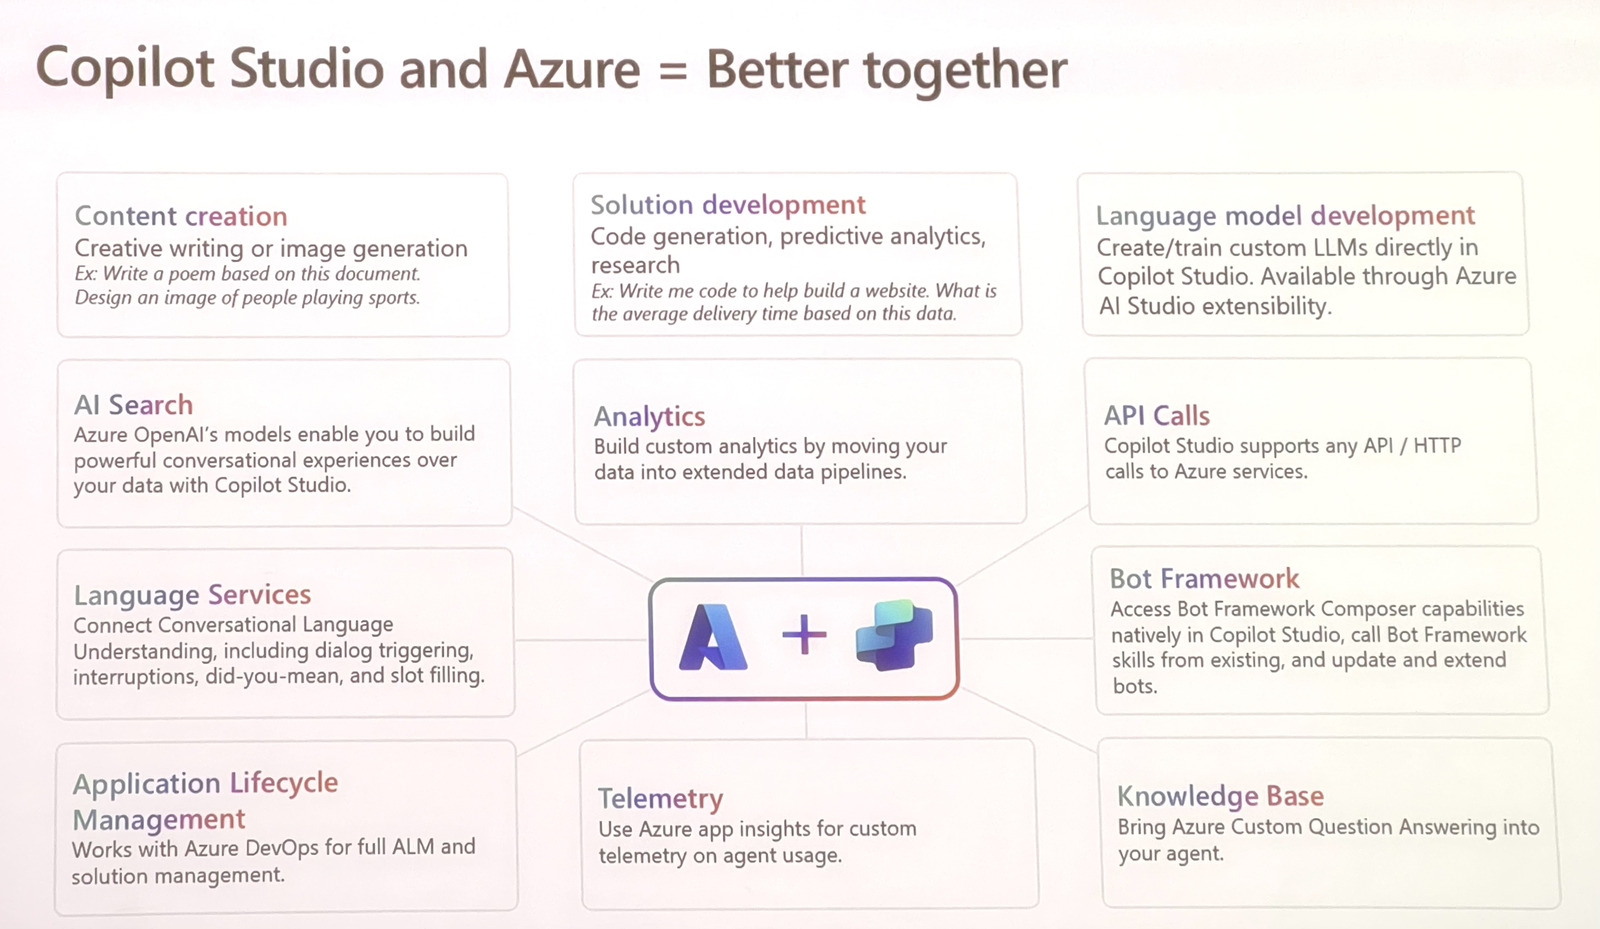 Copilot Studio and Azure = Better together
Content creation
Creative writing or image generation
Ex: Write a poem based on this document.
Design an image of people playing sports.
Solution development
Code generation, predictive analytics,
research
Ex: Write me code to help build a website. What is
the average delivery time based on this data.
Language model development
Create/train custom LLMs directly in
Copilot Studio. Available through Azure
AI Studio extensibility.
AI Search
Azure OpenAI's models enable you to build
powerful conversational experiences over
your data with Copilot Studio.
Analytics
Build custom analytics by moving your
data into extended data pipelines.
API Calls
Copilot Studio supports any API / HTTP
calls to Azure services.
Language Services
Connect Conversational Language
Understanding, including dialog triggering,
interruptions, did-you-mean, and slot filling.
+
Bot Framework
Access Bot Framework Composer capabilities
natively in Copilot Studio, call Bot Framework
skills from existing, and update and extend
bots.
Application Lifecycle
Management
Works with Azure DevOps for full ALM and
solution management.
Telemetry
Use Azure app insights for custom
telemetry on agent usage.
Knowledge Base
Bring Azure Custom Question Answering into
your agent.